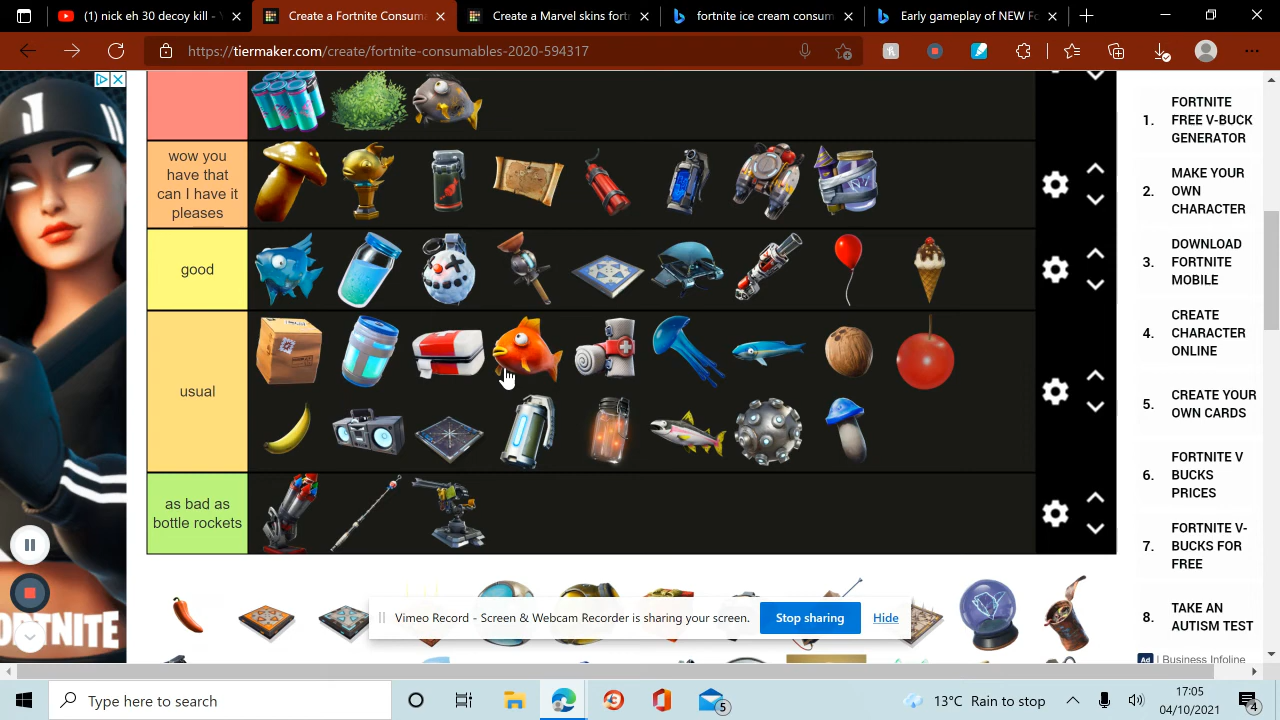 (1) nick eh 30 decoy kill - Y
Create a Fortnite Consuma
Create a Marvel skins fort
fortnite ice cream consum
Early gameplay of NEW Fo
https://tiermaker.com/create/fortnite-consumables-2020-594317
wow you
have that
can I have it
pleases
good
usual
as bad as
bottle rockets
1. FORTNITE
FREE V-BUCK
GENERATOR
2. MAKE YOUR
OWN
CHARACTER
3. DOWNLOAD
FORTNITE
MOBILE
4. CREATE
CHARACTER
ONLINE
5. CREATE YOUR
OWN CARDS
6. FORTNITE V
BUCKS
PRICES
7. FORTNITE V-
BUCKS FOR
FREE
8. TAKE AN
AUTISM TEST
Ad | Business Infoline
Vimeo Record - Screen & Webcam Recorder is sharing your screen.
Stop sharing
Hide
Type here to search
5
13°C Rain to stop
17:05
04/10/2021
4